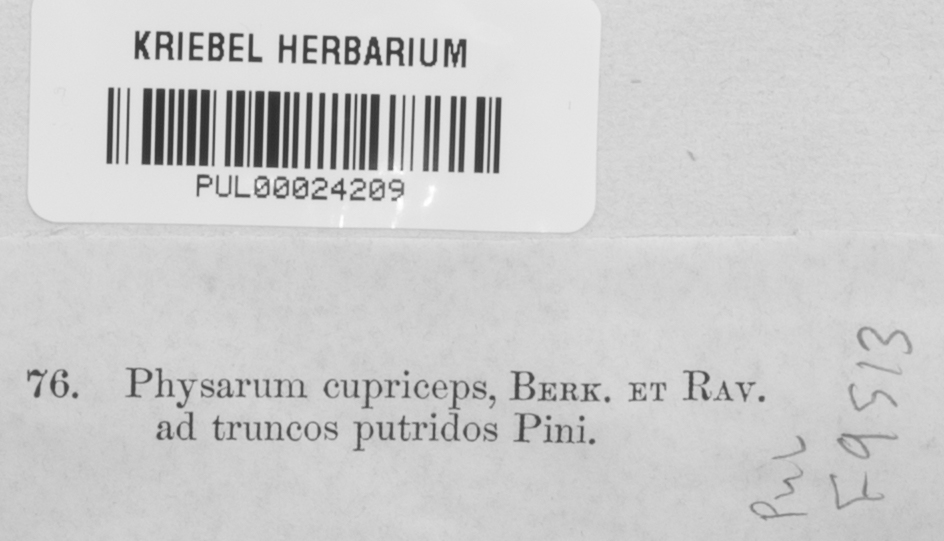 KRIEBEL HERBARIUM
PUL00024209
76. Physarum cupriceps, BERK. ET RAV.
ad truncos putridos Pini.
PUL
F9513